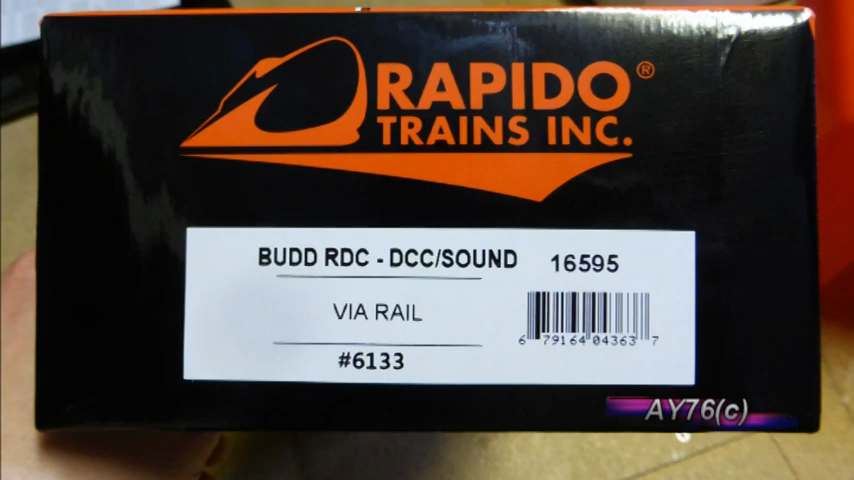 RAPIDO®
TRAINS INC.
BUDD RDC - DCC/SOUND 16595
VIA RAIL
6 79164 04363 7
#6133
AY76(c)